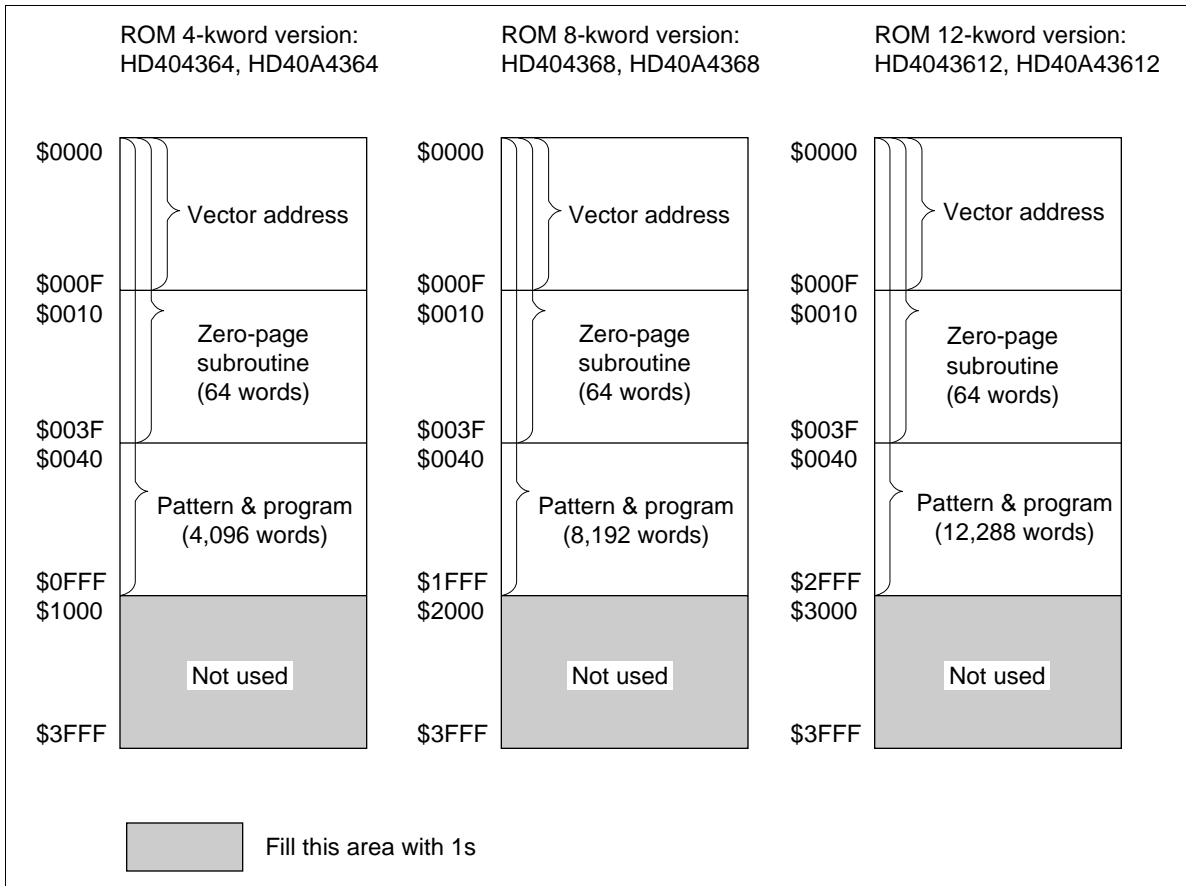 ROM 4-kword version:
HD404364, HD40A4364
$0000
Vector address
$000F
$0010
Zero-page
subroutine
(64 words)
$003F
$0040
Pattern & program
(4,096 words)
$0FFF
$1000
Not used
$3FFF
ROM 8-kword version:
HD404368, HD40A4368
$0000
Vector address
$000F
$0010
Zero-page
subroutine
(64 words)
$003F
$0040
Pattern & program
(8,192 words)
$1FFF
$2000
Not used
$3FFF
ROM 12-kword version:
HD4043612, HD40A43612
$0000
Vector address
$000F
$0010
Zero-page
subroutine
(64 words)
$003F
$0040
Pattern & program
(12,288 words)
$2FFF
$3000
Not used
$3FFF
Fill this area with 1s